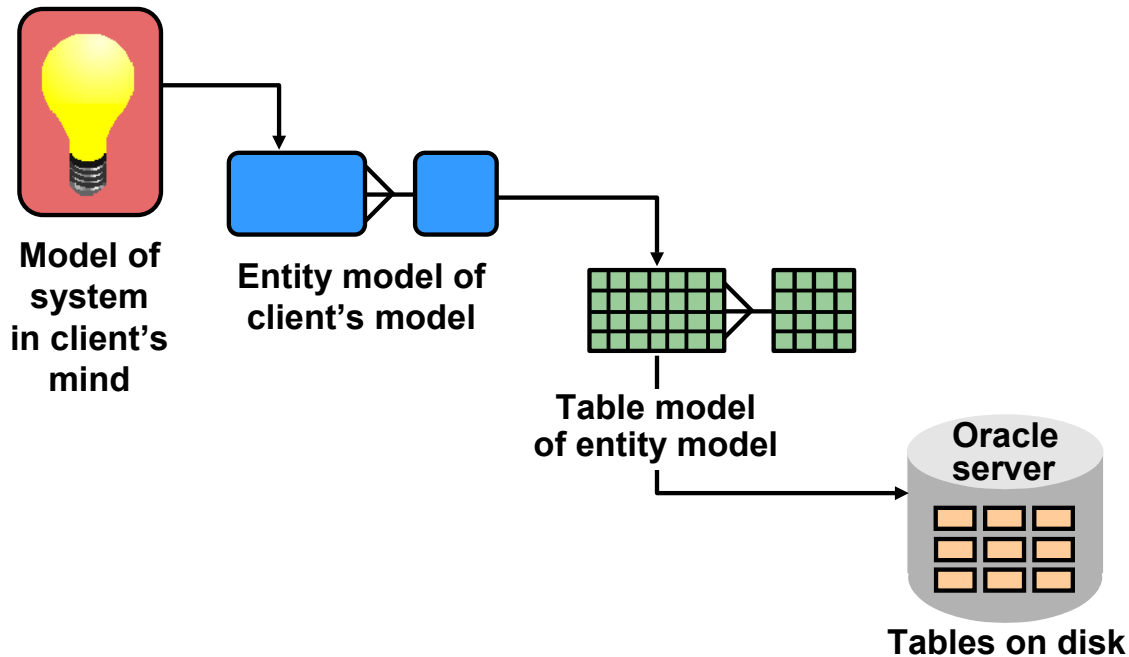 Model of
system
in client’s
mind
Entity model of
client’s model
Table model
of entity model
Oracle
server
Tables on disk